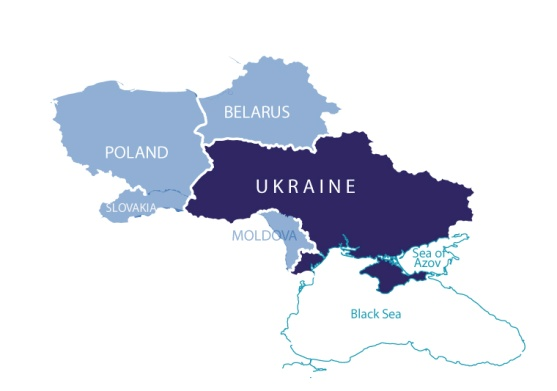 BELARUS
POLAND
UKRAINE
SLOVAKIA
MOLDOVA
Sea of
Azov
Black Sea